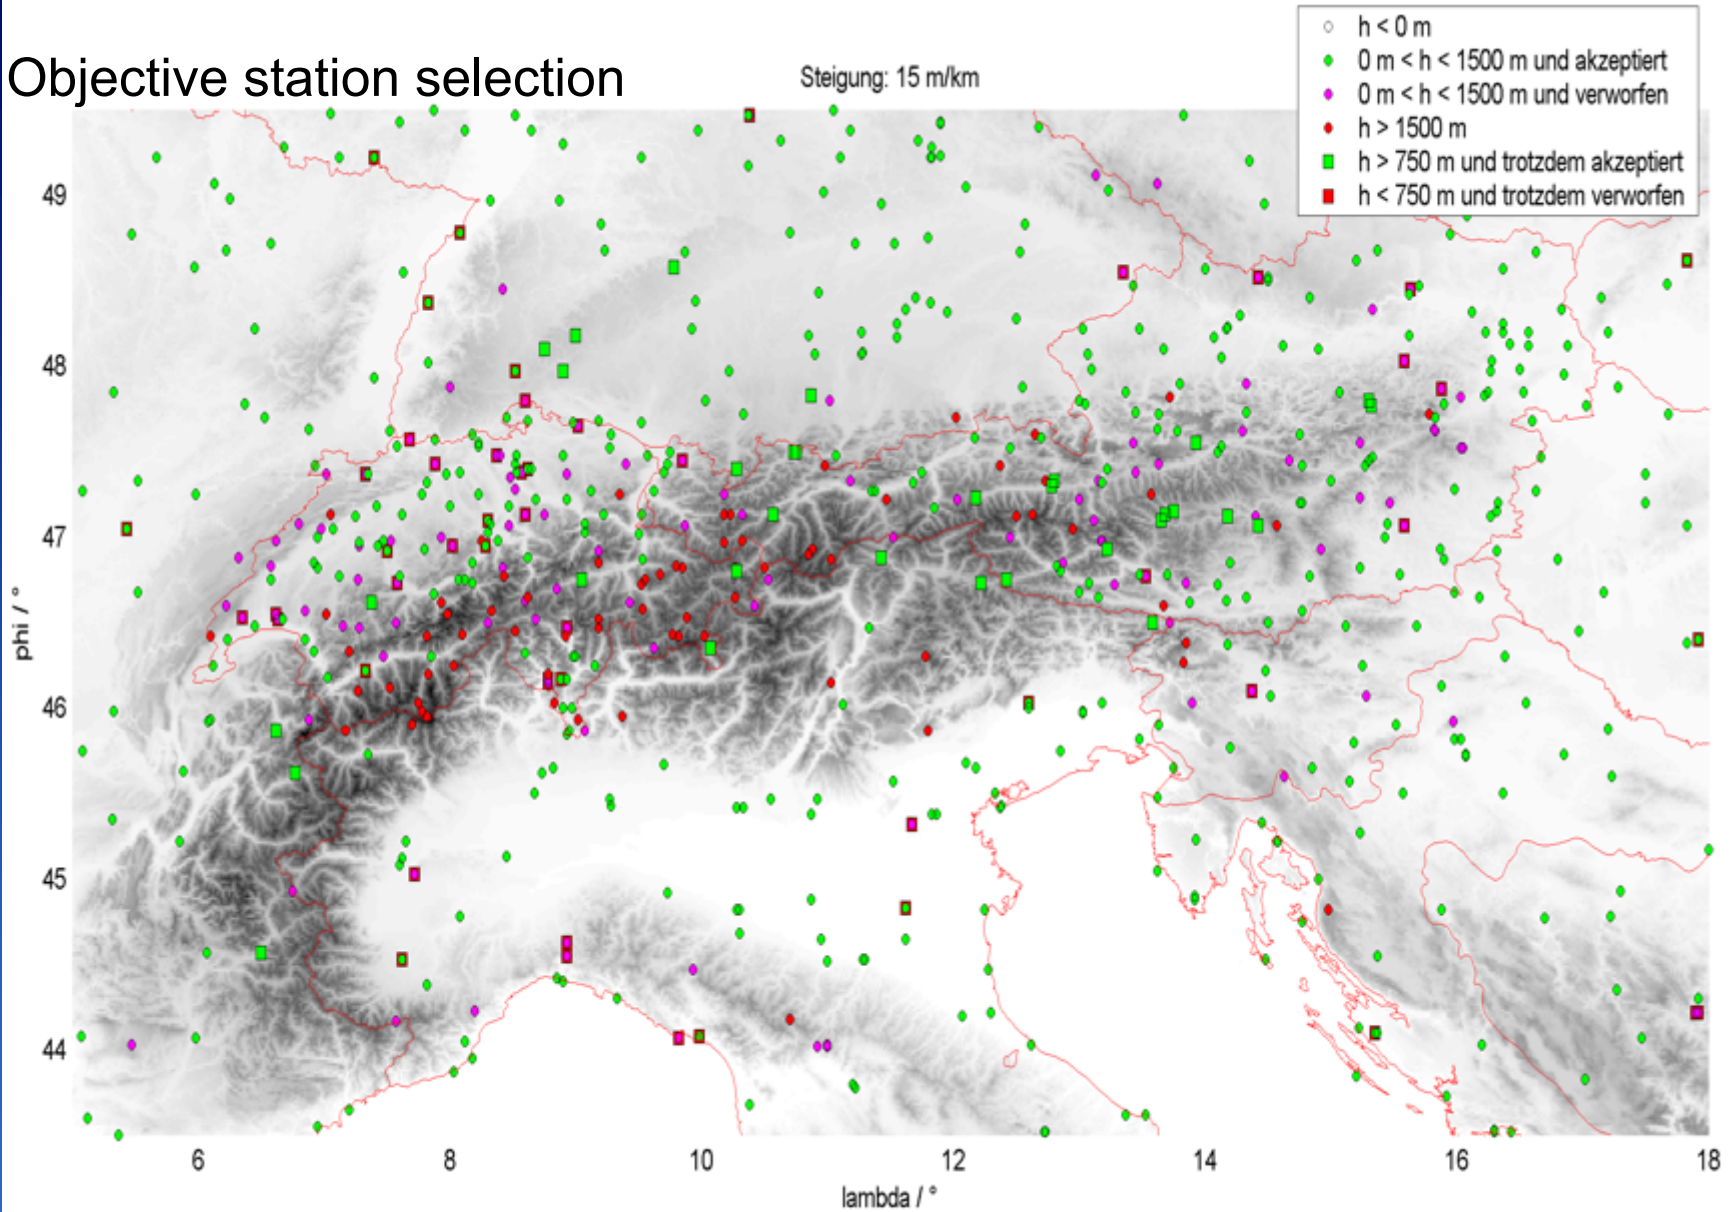 Objective station selection
Steigung: 15 m/km
h < 0 m
0 m < h < 1500 m und akzeptiert
0 m < h < 1500 m und verworfen
h > 1500 m
h > 750 m und trotzdem akzeptiert
h < 750 m und trotzdem verworfen
49
48
47
46
45
44
phi / °
6 8 10 12 14 16 18
lambda / °